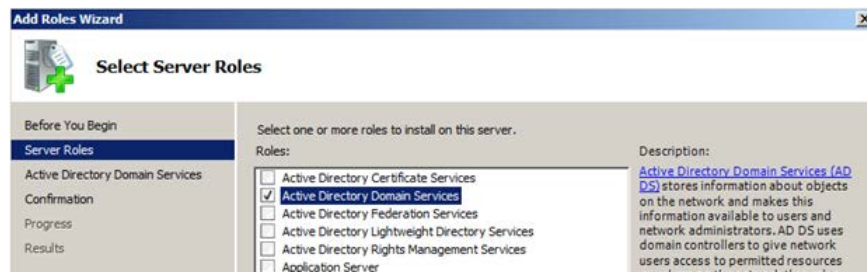 Add Roles Wizard
Select Server Roles
Before You Begin
Server Roles
Active Directory Domain Services
Confirmation
Progress
Results
Select one or more roles to install on this server.
Roles:
Active Directory Certificate Services
Active Directory Domain Services
Active Directory Federation Services
Active Directory Lightweight Directory Services
Active Directory Rights Management Services
Application Server
Description:
Active Directory Domain Services (AD
DS) stores information about objects
on the network and makes this
information available to users and
network administrators. AD DS uses
domain controllers to give network
users access to permitted resources